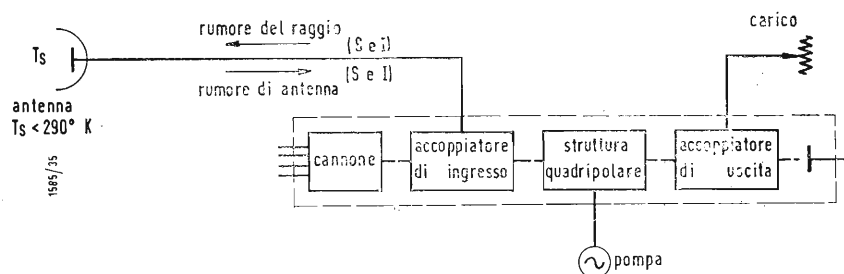 rumore del raggio
(S e I)
(S e I)
rumore di antenna
Ts
antenna
Ts < 290° K
1585/35
carico
cannone
accoppiatore
di ingresso
struttura
quadripolare
accoppiatore
di uscita
pompa